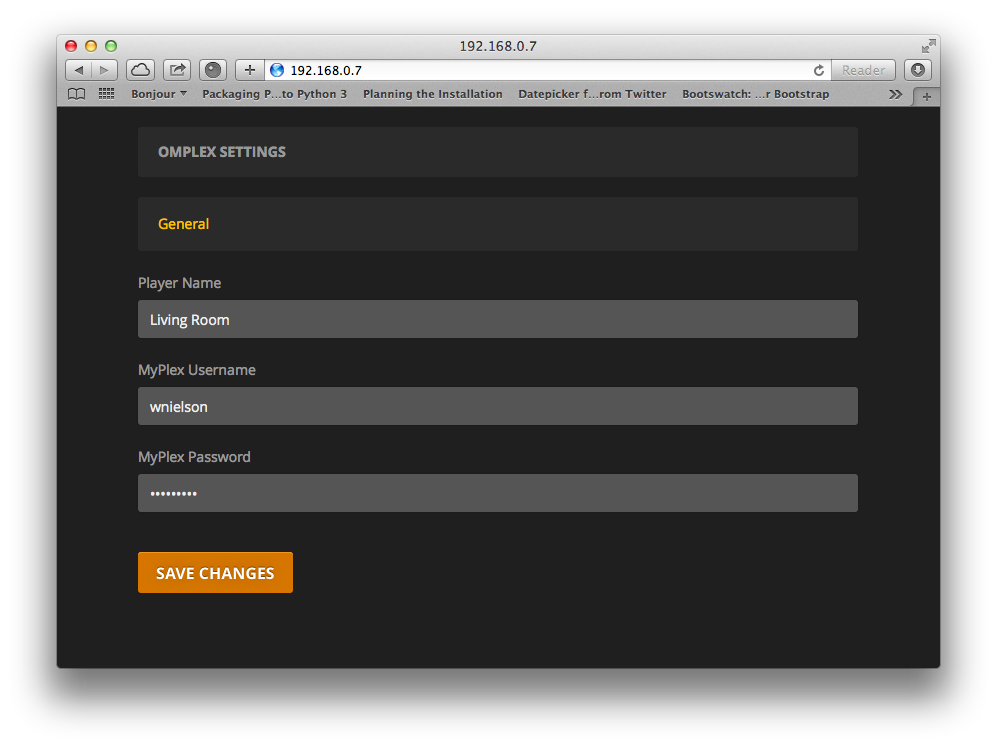 192.168.0.7
192.168.0.7 Reader
Bonjour Packaging P...to Python 3 Planning the Installation Datepicker f...rom Twitter Bootswatch: ...r Bootstrap
OMPLEX SETTINGS
General
Player Name
Living Room
MyPlex Username
wnielson
MyPlex Password
•••••••••
SAVE CHANGES